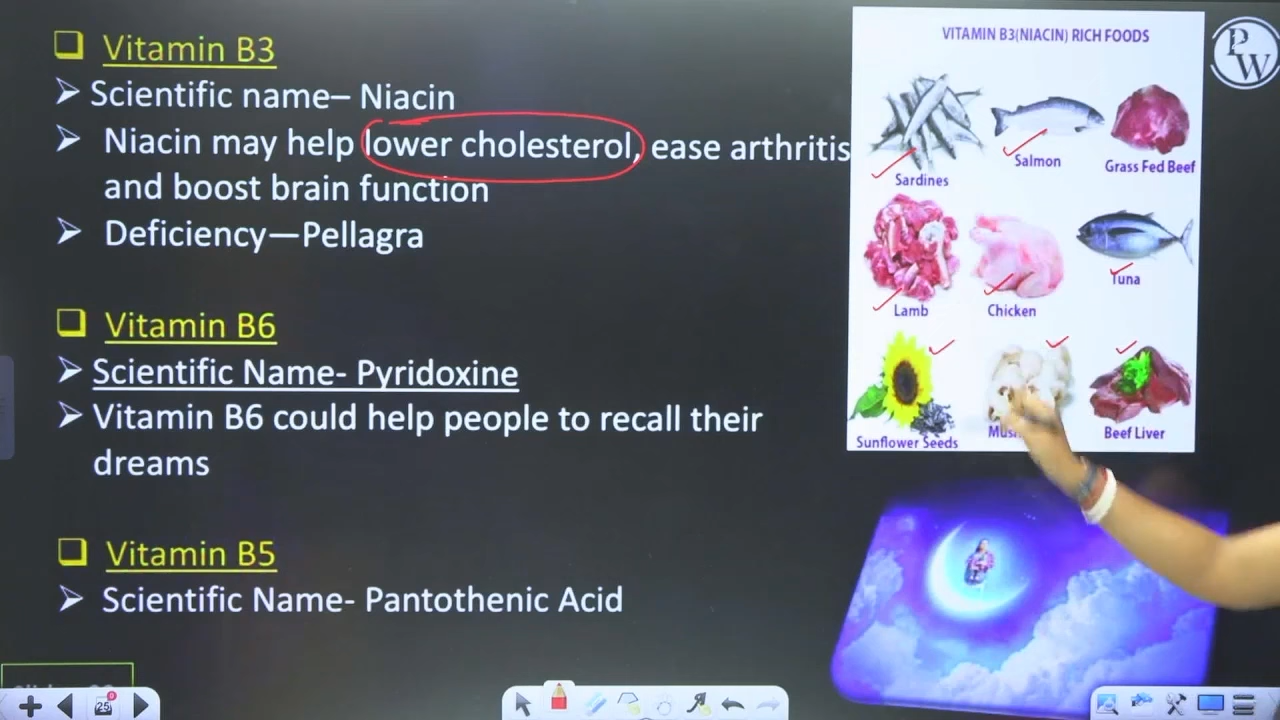 Vitamin B3
Scientific name– Niacin
Niacin may help lower cholesterol, ease arthritis
and boost brain function
Deficiency—Pellagra
Vitamin B6
Scientific Name- Pyridoxine
Vitamin B6 could help people to recall their
dreams
Vitamin B5
Scientific Name- Pantothenic Acid
VITAMIN B3(NIACIN) RICH FOODS
Sardines
Salmon
Grass Fed Beef
Lamb
Chicken
Tuna
Sunflower Seeds
Beef Liver
PW
25